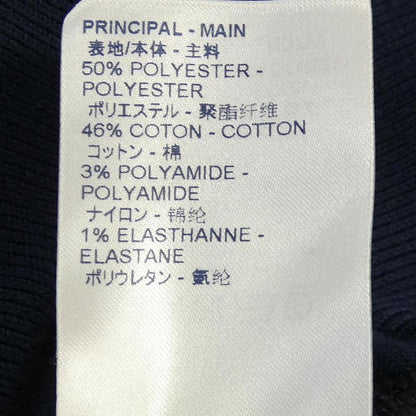 PRINCIPAL - MAIN
表地/本体 - 主料
50% POLYESTER -
POLYESTER
ポリエステル - 聚酯纤维
46% COTON - COTTON
コットン - 棉
3% POLYAMIDE -
POLYAMIDE
ナイロン - 锦纶
1% ELASTHANNE -
ELASTANE
ポリウレタン - 氨纶